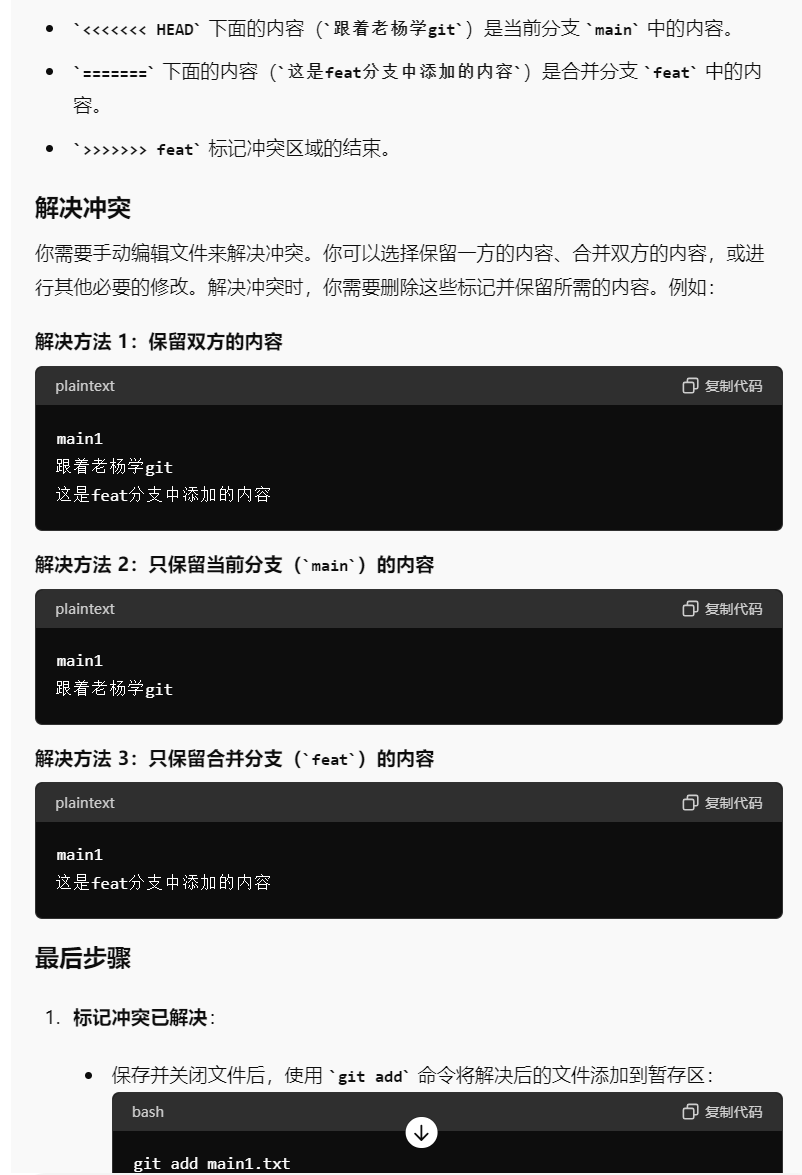 • `<<<<<<< HEAD` 下面的内容（`跟着老杨学git`）是当前分支 `main` 中的内容。
• `=======` 下面的内容（`这是feat分支中添加的内容`）是合并分支 `feat` 中的内
容。
• `>>>>>>> feat` 标记冲突区域的结束。
解决冲突
你需要手动编辑文件来解决冲突。你可以选择保留一方的内容、合并双方的内容，或进
行其他必要的修改。解决冲突时，你需要删除这些标记并保留所需的内容。例如：
解决方法 1：保留双方的内容
plaintext 复制代码
main1
跟着老杨学git
这是feat分支中添加的内容
解决方法 2：只保留当前分支（`main`）的内容
plaintext 复制代码
main1
跟着老杨学git
解决方法 3：只保留合并分支（`feat`）的内容
plaintext 复制代码
main1
这是feat分支中添加的内容
最后步骤
1. 标记冲突已解决：
• 保存并关闭文件后，使用 `git add` 命令将解决后的文件添加到暂存区：
bash 复制代码
git add main1.txt